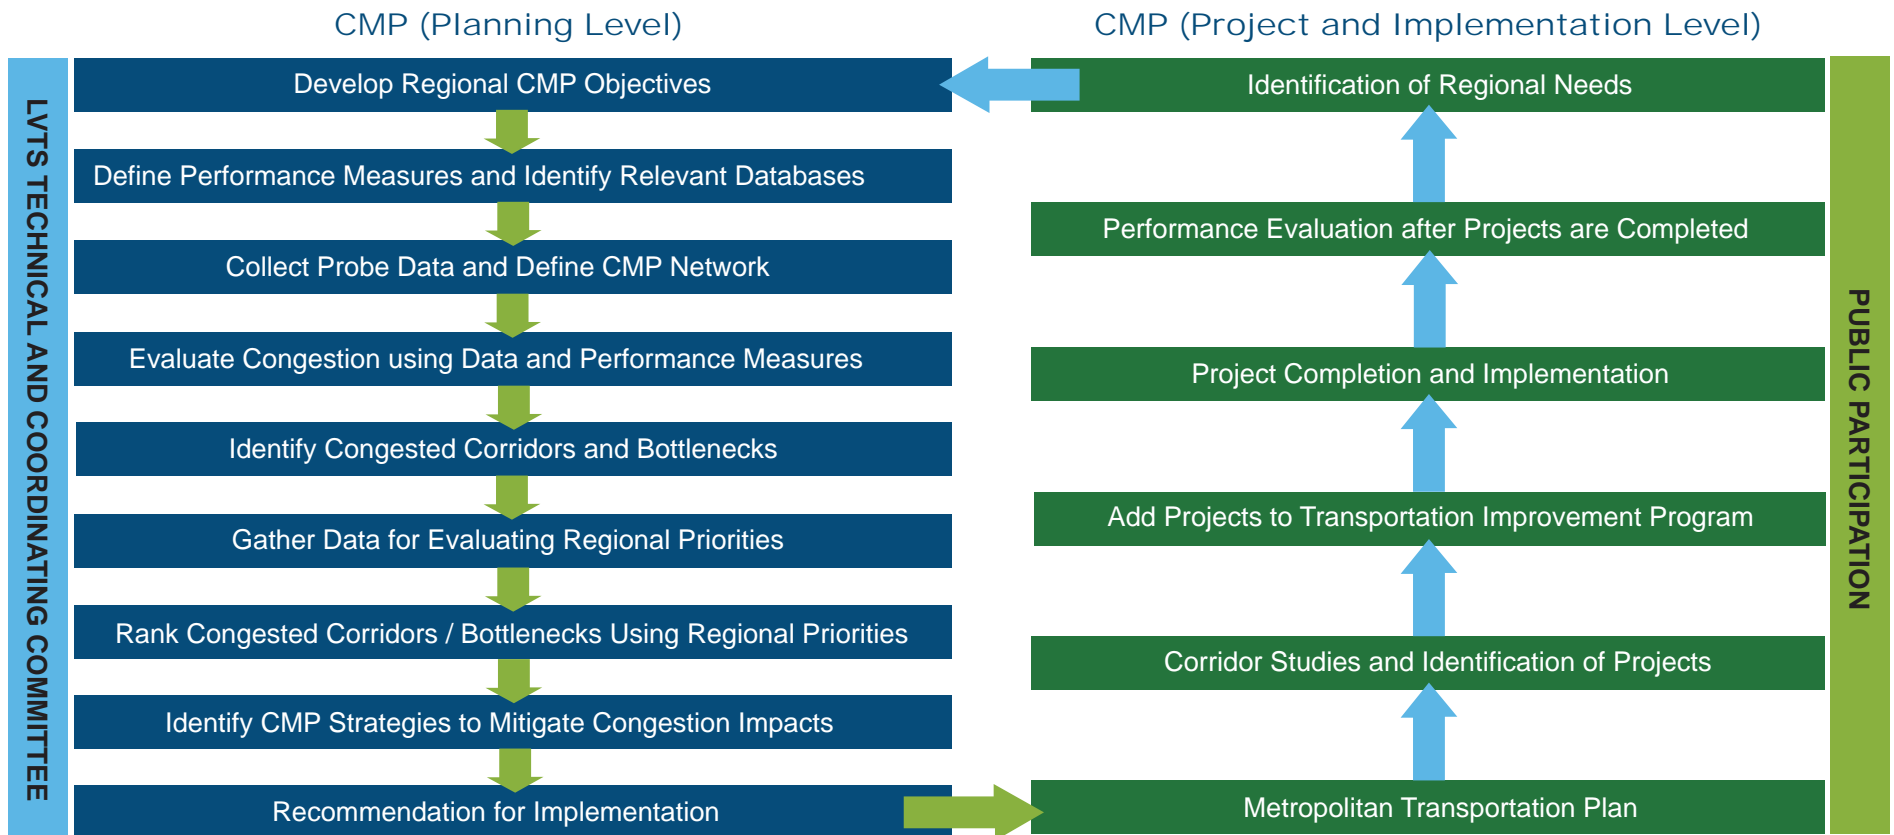 CMP (Planning Level)
LVTS TECHNICAL AND COORDINATING COMMITTEE
Develop Regional CMP Objectives
Define Performance Measures and Identify Relevant Databases
Collect Probe Data and Define CMP Network
Evaluate Congestion using Data and Performance Measures
Identify Congested Corridors and Bottlenecks
Gather Data for Evaluating Regional Priorities
Rank Congested Corridors / Bottlenecks Using Regional Priorities
Identify CMP Strategies to Mitigate Congestion Impacts
Recommendation for Implementation
CMP (Project and Implementation Level)
Identification of Regional Needs
Performance Evaluation after Projects are Completed
Project Completion and Implementation
Add Projects to Transportation Improvement Program
Corridor Studies and Identification of Projects
Metropolitan Transportation Plan
PUBLIC PARTICIPATION